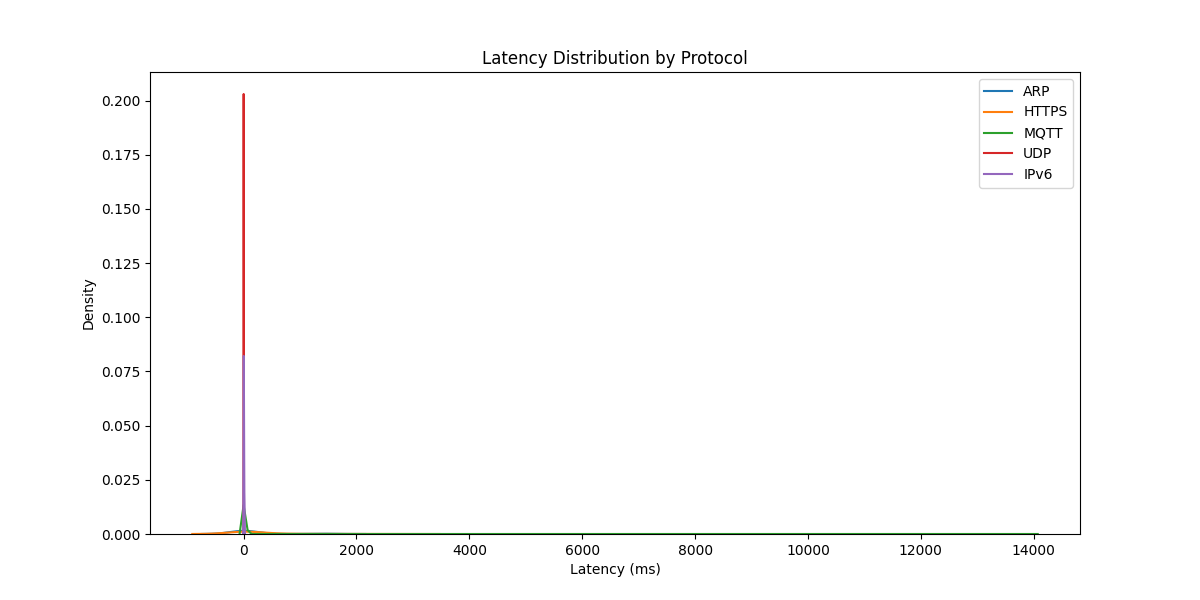 Latency Distribution by Protocol
ARP
HTTPS
MQTT
UDP
IPv6
0.200
0.175
0.150
0.125
0.100
0.075
0.050
0.025
0.000
Density
0 2000 4000 6000 8000 10000 12000 14000
Latency (ms)